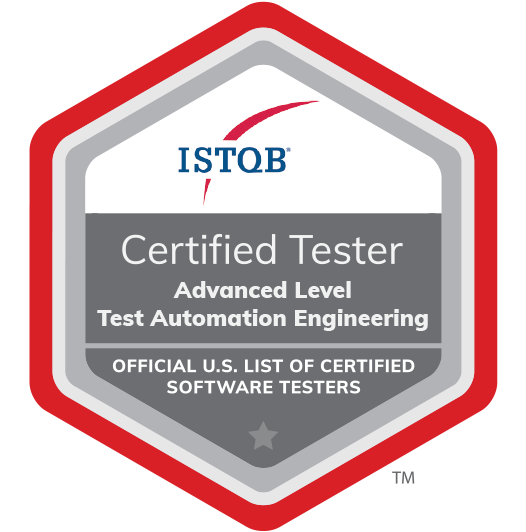 ISTQB®
Certified Tester
Advanced Level
Test Automation Engineering
OFFICIAL U.S. LIST OF CERTIFIED
SOFTWARE TESTERS
TM